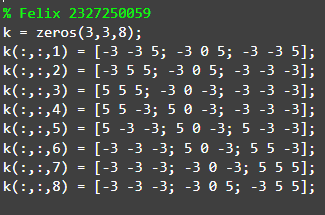 % Felix 2327250059
k = zeros(3,3,8);
k(:,:,1) = [-3 -3 5; -3 0 5; -3 -3 5];
k(:,:,2) = [-3 5 5; -3 0 5; -3 -3 -3];
k(:,:,3) = [5 5 5; -3 0 -3; -3 -3 -3];
k(:,:,4) = [5 5 -3; 5 0 -3; -3 -3 -3];
k(:,:,5) = [5 -3 -3; 5 0 -3; 5 -3 -3];
k(:,:,6) = [-3 -3 -3; 5 0 -3; 5 5 -3];
k(:,:,7) = [-3 -3 -3; -3 0 -3; 5 5 5];
k(:,:,8) = [-3 -3 -3; -3 0 5; -3 5 5];